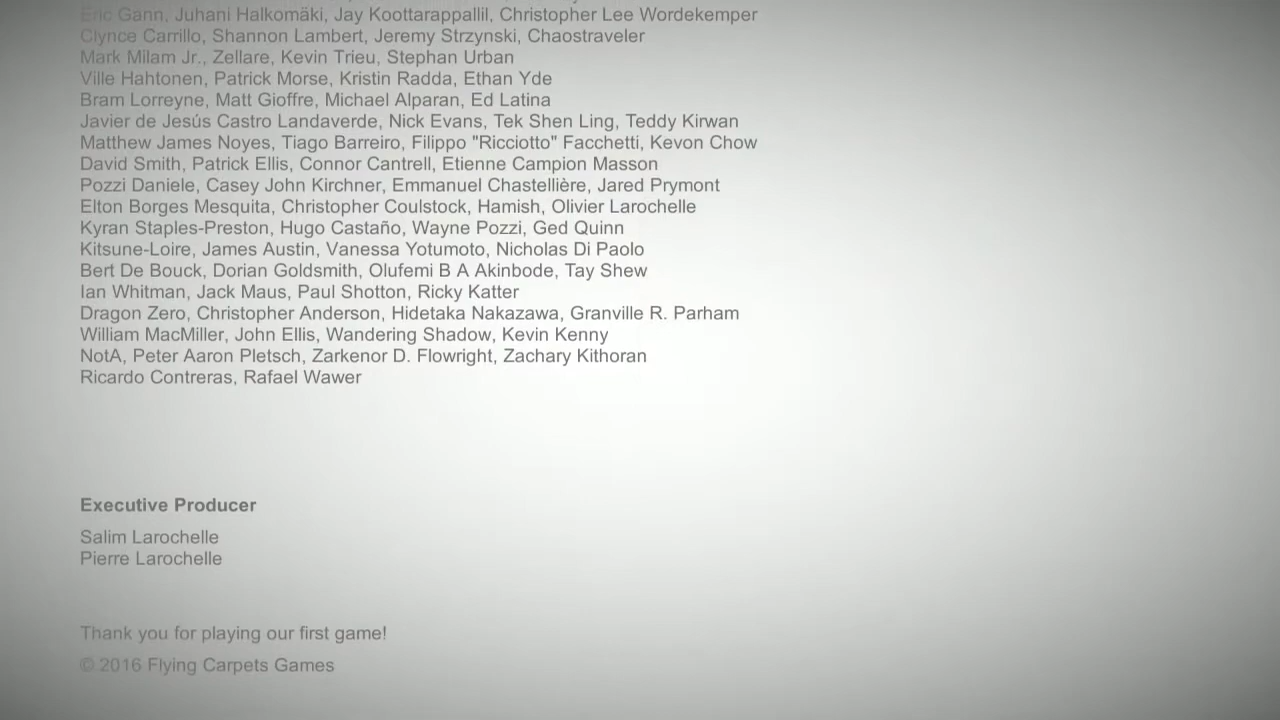 Eric Gann, Juhani Halkomäki, Jay Koottarappallil, Christopher Lee Wordekemper
Clynce Carrillo, Shannon Lambert, Jeremy Strzynski, Chaostraveler
Mark Milam Jr., Zellare, Kevin Trieu, Stephan Urban
Ville Hahtonen, Patrick Morse, Kristin Radda, Ethan Yde
Bram Lorreyne, Matt Gioffre, Michael Alparan, Ed Latina
Javier de Jesús Castro Landaverde, Nick Evans, Tek Shen Ling, Teddy Kirwan
Matthew James Noyes, Tiago Barreiro, Filippo "Ricciotto" Facchetti, Kevon Chow
David Smith, Patrick Ellis, Connor Cantrell, Etienne Campion Masson
Pozzi Daniele, Casey John Kirchner, Emmanuel Chastellière, Jared Prymont
Elton Borges Mesquita, Christopher Coulstock, Hamish, Olivier Larochelle
Kyran Staples-Preston, Hugo Castaño, Wayne Pozzi, Ged Quinn
Kitsune-Loire, James Austin, Vanessa Yotumoto, Nicholas Di Paolo
Bert De Bouck, Dorian Goldsmith, Olufemi B A Akinbode, Tay Shew
Ian Whitman, Jack Maus, Paul Shotton, Ricky Katter
Dragon Zero, Christopher Anderson, Hidetaka Nakazawa, Granville R. Parham
William MacMiller, John Ellis, Wandering Shadow, Kevin Kenny
NotA, Peter Aaron Pletsch, Zarkenor D. Flowright, Zachary Kithoran
Ricardo Contreras, Rafael Wawer
Executive Producer
Salim Larochelle
Pierre Larochelle
Thank you for playing our first game!
© 2016 Flying Carpets Games